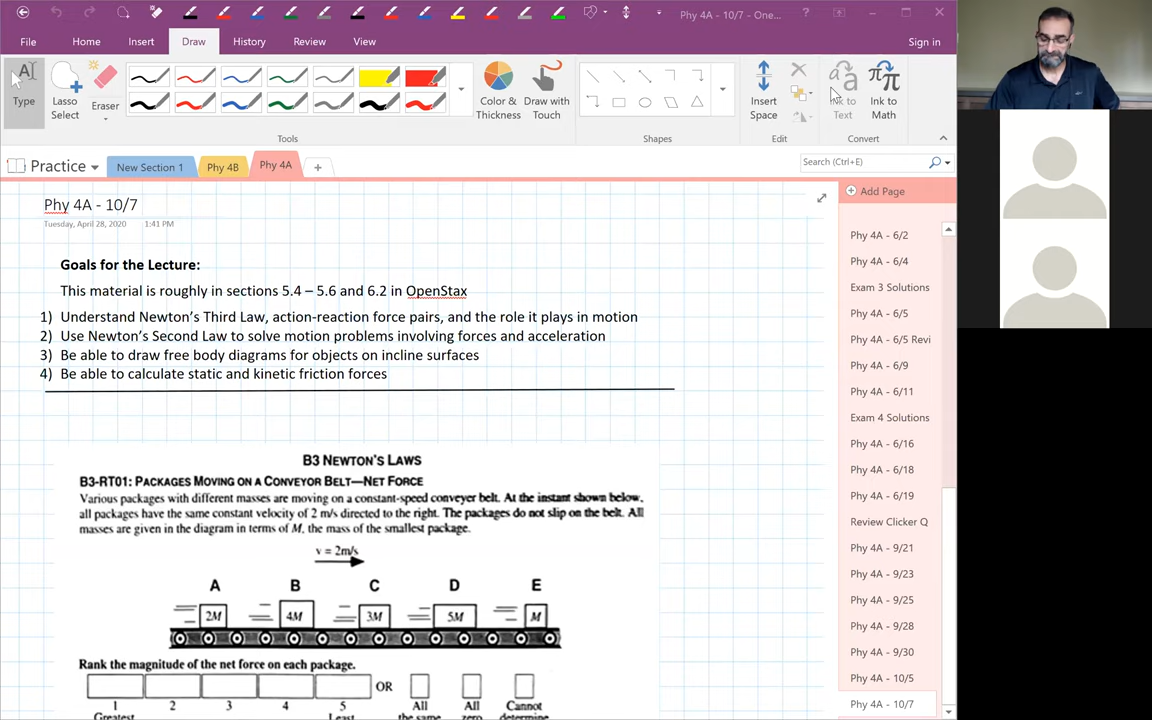 Phy 4A - 10/7 - One...
?
File
Home
Insert
Draw
History
Review
View
Sign in
Type
Lasso Select
Eraser
Color & Thickness
Draw with Touch
Insert Space
Ink to Text
Ink to Math
Tools
Shapes
Edit
Convert
Practice
New Section 1
Phy 4B
Phy 4A
+
Search (Ctrl+E)
Phy 4A - 10/7
Tuesday, April 28, 2020 1:41 PM
Goals for the Lecture:
This material is roughly in sections 5.4 – 5.6 and 6.2 in OpenStax
1) Understand Newton's Third Law, action-reaction force pairs, and the role it plays in motion
2) Use Newton's Second Law to solve motion problems involving forces and acceleration
3) Be able to draw free body diagrams for objects on incline surfaces
4) Be able to calculate static and kinetic friction forces
B3 NEWTON'S LAWS
B3-RT01: PACKAGES MOVING ON A CONVEYOR BELT—NET FORCE
Various packages with different masses are moving on a constant-speed conveyer belt. At the instant shown below,
all packages have the same constant velocity of 2 m/s directed to the right. The packages do not slip on the belt. All
masses are given in the diagram in terms of M, the mass of the smallest package.
v = 2m/s
A B C D E
2M 4M 3M 5M M
Rank the magnitude of the net force on each package.
OR
1 2 3 4 5 All All Cannot
Greatest Least the same zero determine
Add Page
Phy 4A - 6/2
Phy 4A - 6/4
Exam 3 Solutions
Phy 4A - 6/5
Phy 4A - 6/5 Revi
Phy 4A - 6/9
Phy 4A - 6/11
Exam 4 Solutions
Phy 4A - 6/16
Phy 4A - 6/18
Phy 4A - 6/19
Review Clicker Q
Phy 4A - 9/21
Phy 4A - 9/23
Phy 4A - 9/25
Phy 4A - 9/28
Phy 4A - 9/30
Phy 4A - 10/5
Phy 4A - 10/7